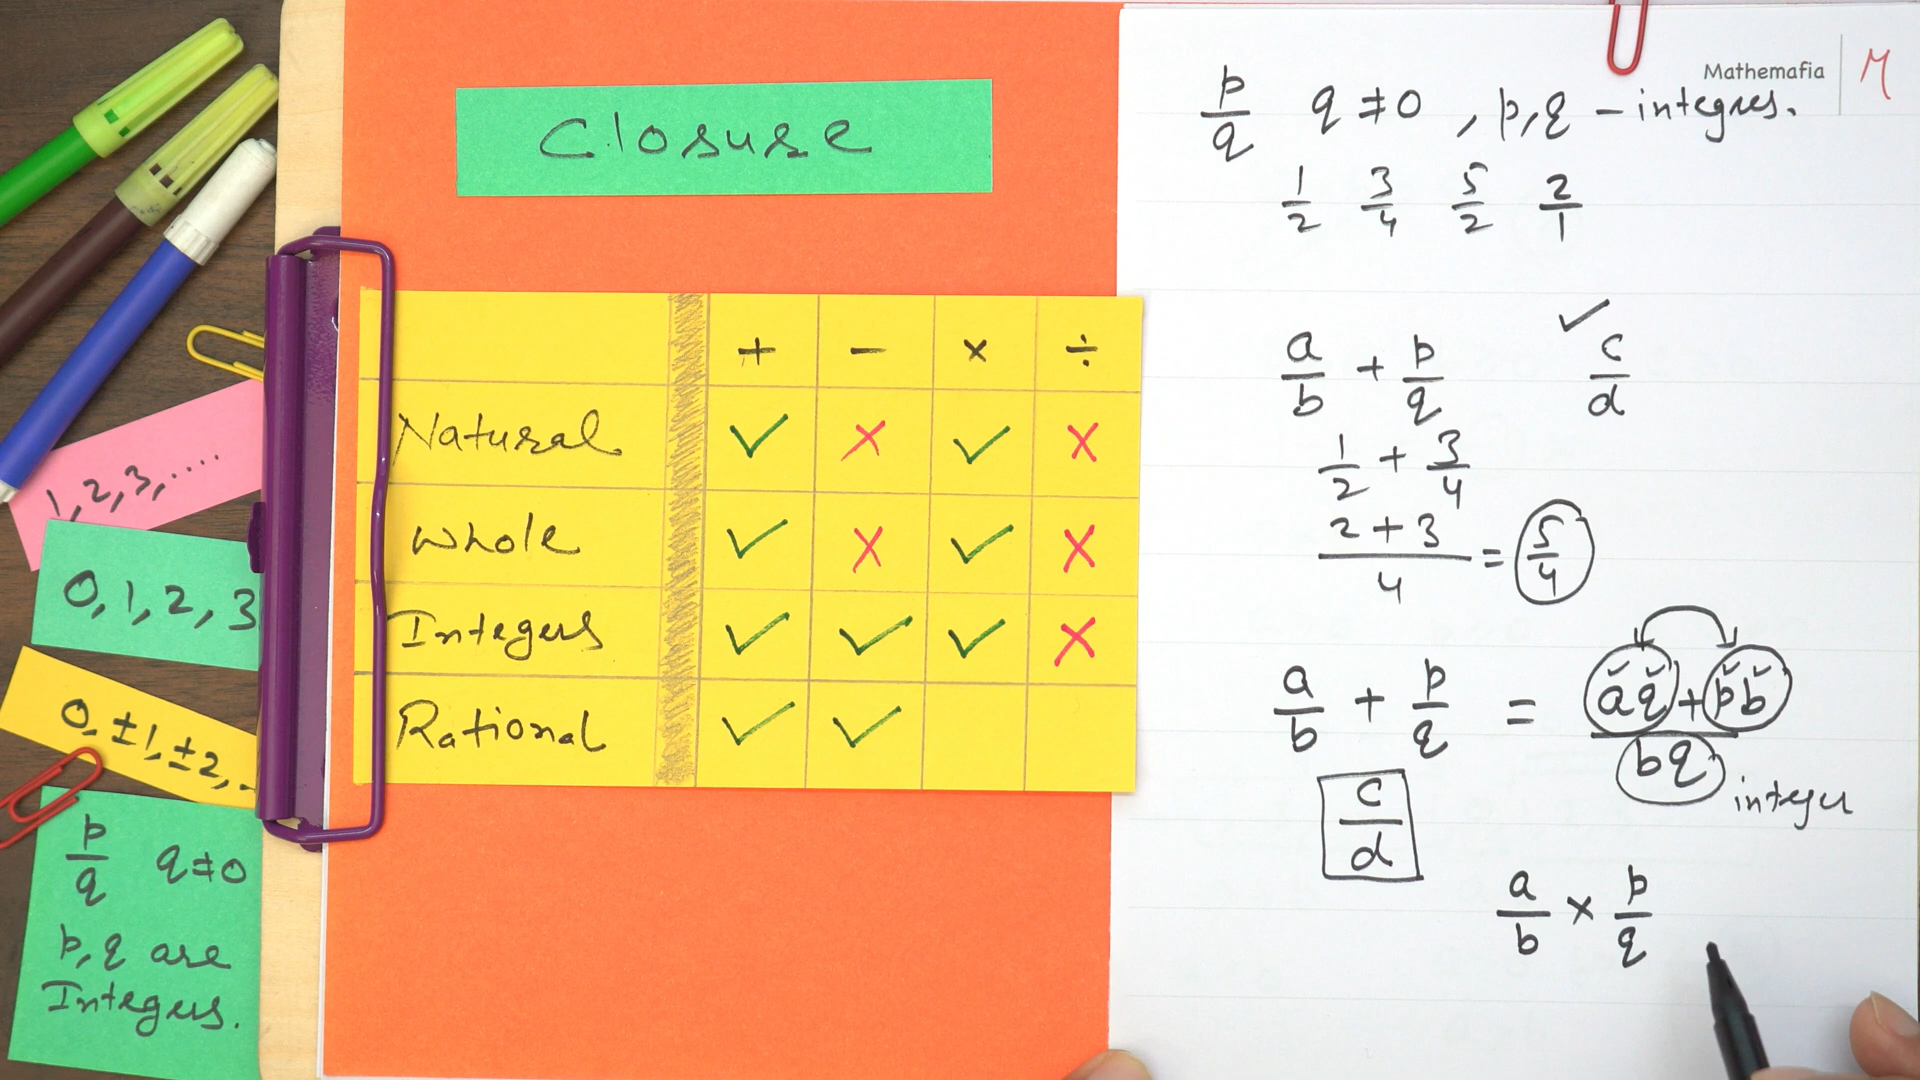 Closure
+ − × ÷
Natural ✓ ✗ ✓ ✗
Whole ✓ ✗ ✓ ✗
Integers ✓ ✓ ✓ ✗
Rational ✓ ✓
1, 2, 3, ....
0, 1, 2, 3
0, ±1, ±2, .
p/q q≠0
p, q are
Integers.
Mathemafia M
p/q q≠0, p,q – integres.
1/2 3/4 5/2 2/1
a/b + p/q ✓ c/d
1/2 + 3/4
(2+3)/4 = 5/4
a/b + p/q = (aq+pb)/bq
integer
c/d
a/b × p/q